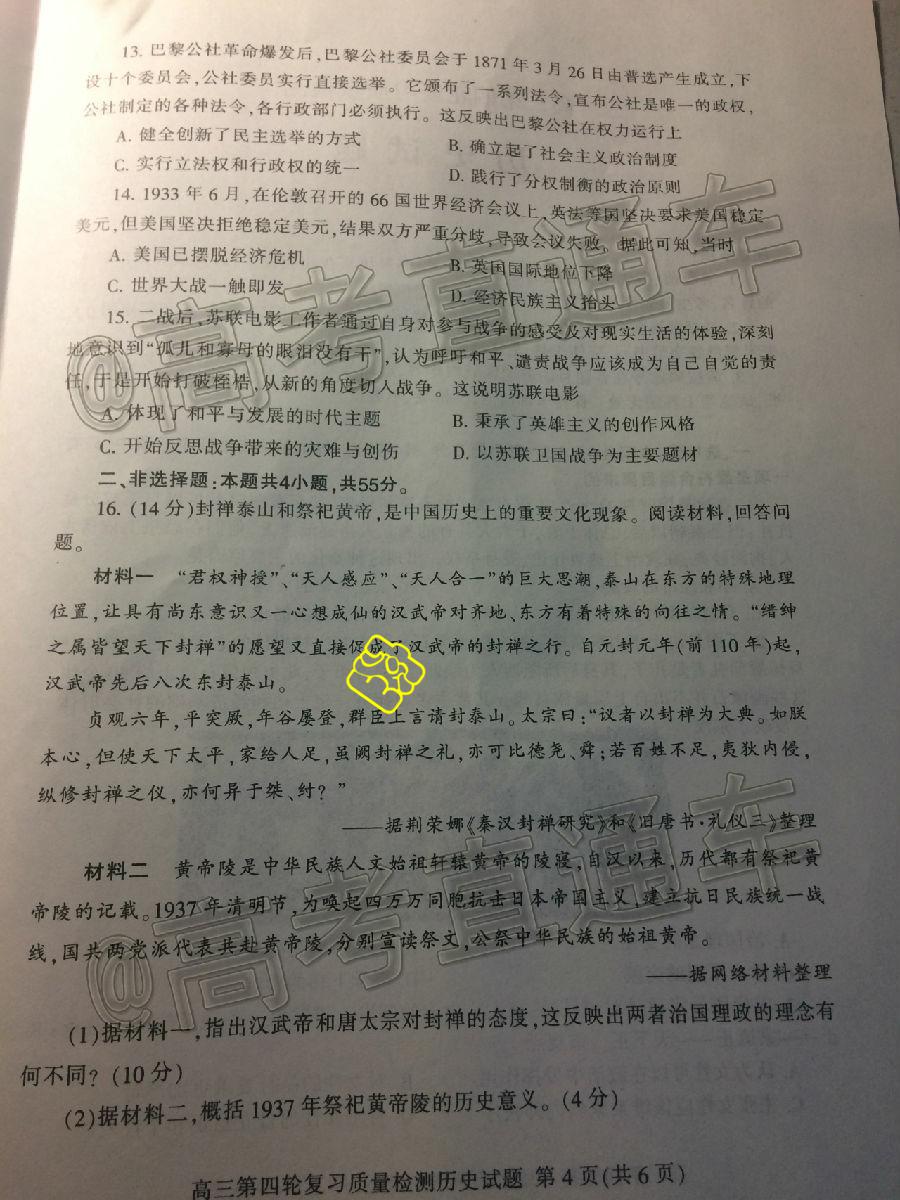 13. 巴黎公社革命爆发后,巴黎公社委员会于1871年3月26日由普选产生成立,下
设十个委员会,公社委员实行直接选举。它颁布了一系列法令,宣布公社是唯一的政权,
公社制定的各种法令,各行政部门必须执行。这反映出巴黎公社在权力运行上
A. 健全创新了民主选举的方式
B. 确立起了社会主义政治制度
C. 实行立法权和行政权的统一
D. 践行了分权制衡的政治原则
14. 1933年6月,在伦敦召开的66国世界经济会议上,英法等国坚决要求美国稳定
美元,但美国坚决拒绝稳定美元,结果双方严重分歧,导致会议失败。据此可知,当时
A. 美国已摆脱经济危机
B. 英国国际地位下降
C. 世界大战一触即发
D. 经济民族主义抬头
15. 二战后,苏联电影工作者通过自身对参与战争的感受及对现实生活的体验,深刻
地意识到“孤儿和寡母的眼泪没有干”,认为呼吁和平、谴责战争应该成为自己自觉的责
任,于是开始打破桎梏,从新的角度切入战争。这说明苏联电影
A. 体现了和平与发展的时代主题
B. 秉承了英雄主义的创作风格
C. 开始反思战争带来的灾难与创伤
D. 以苏联卫国战争为主要题材
二、非选择题:本题共4小题,共55分。
16. (14分)封禅泰山和祭祀黄帝,是中国历史上的重要文化现象。阅读材料,回答问
题。
材料一 “君权神授”、“天人感应”、“天人合一”的巨大思潮,泰山在东方的特殊地理
位置,让具有尚东意识又一心想成仙的汉武帝对齐地、东方有着特殊的向往之情。“缙绅
之属皆望天下封禅”的愿望又直接促成了汉武帝的封禅之行。自元封元年(前110年)起,
汉武帝先后八次东封泰山。
贞观六年,平突厥,年谷屡登,群臣上言请封泰山。太宗曰:“议者以封禅为大典。如朕
本心,但使天下太平,家给人足,虽阙封禅之礼,亦可比德尧、舜;若百姓不足,夷狄内侵,
纵修封禅之仪,亦何异于桀、纣?”
——据荆荣娜《秦汉封禅研究》和《旧唐书·礼仪三》整理
材料二 黄帝陵是中华民族人文始祖轩辕黄帝的陵寝,自汉以来,历代都有祭祀黄
帝陵的记载。1937年清明节,为唤起四万万同胞抗击日本帝国主义,建立抗日民族统一战
线,国共两党派代表共赴黄帝陵,分别宣读祭文,公祭中华民族的始祖黄帝。
——据网络材料整理
(1)据材料一,指出汉武帝和唐太宗对封禅的态度,这反映出两者治国理政的理念有
何不同?(10分)
(2)据材料二,概括1937年祭祀黄帝陵的历史意义。(4分)
高三第四轮复习质量检测历史试题 第4页(共6页)
@高考直通车
@高考直通车